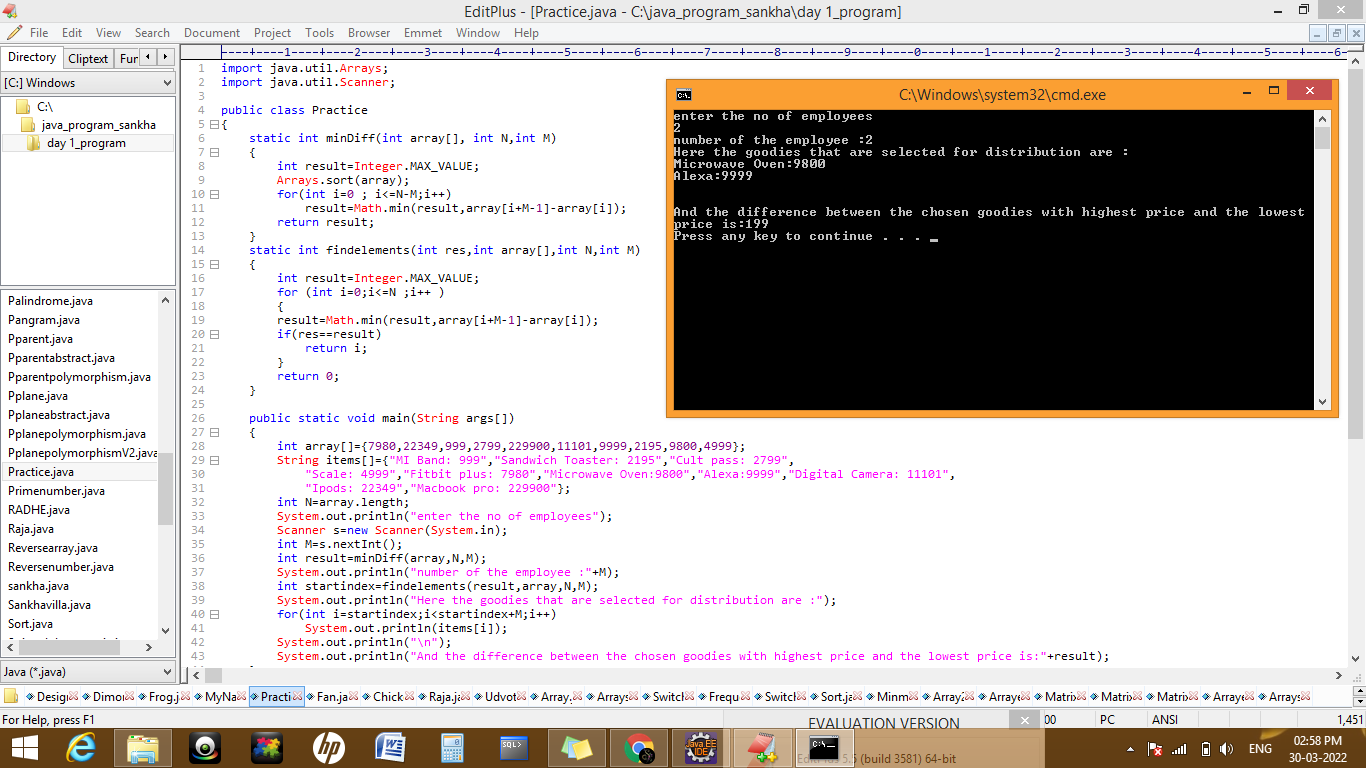 EditPlus - [Practice.java - C:\java_program_sankha\day 1_program]
File Edit View Search Document Project Tools Browser Emmet Window Help
Directory Cliptext Fur
[C:] Windows
C:\
java_program_sankha
day 1_program
Palindrome.java
Pangram.java
Pparent.java
Pparentabstract.java
Pparentpolymorphism.java
Pplane.java
Pplaneabstract.java
Pplanepolymorphism.java
PplanepolymorphismV2.java
Practice.java
Primenumber.java
RADHE.java
Raja.java
Reversearray.java
Reversenumber.java
sankha.java
Sankhavilla.java
Sort.java
Java (*.java)
----+----1----+----2----+----3----+----4----+----5----+----6----+----7----+----8----+----9----+----0----+----1----+----2----+----3----+----4----+----5----+----6-
1 import java.util.Arrays;
2 import java.util.Scanner;
3
4 public class Practice
5 {
6 static int minDiff(int array[], int N,int M)
7 {
8 int result=Integer.MAX_VALUE;
9 Arrays.sort(array);
10 for(int i=0 ; i<=N-M;i++)
11 result=Math.min(result,array[i+M-1]-array[i]);
12 return result;
13 }
14 static int findelements(int res,int array[],int N,int M)
15 {
16 int result=Integer.MAX_VALUE;
17 for (int i=0;i<=N ;i++ )
18 {
19 result=Math.min(result,array[i+M-1]-array[i]);
20 if(res==result)
21 return i;
22 }
23 return 0;
24 }
25
26 public static void main(String args[])
27 {
28 int array[]={7980,22349,999,2799,229900,11101,9999,2195,9800,4999};
29 String items[]={"MI Band: 999","Sandwich Toaster: 2195","Cult pass: 2799",
30 "Scale: 4999","Fitbit plus: 7980","Microwave Oven:9800","Alexa:9999","Digital Camera: 11101",
31 "Ipods: 22349","Macbook pro: 229900"};
32 int N=array.length;
33 System.out.println("enter the no of employees");
34 Scanner s=new Scanner(System.in);
35 int M=s.nextInt();
36 int result=minDiff(array,N,M);
37 System.out.println("number of the employee :"+M);
38 int startindex=findelements(result,array,N,M);
39 System.out.println("Here the goodies that are selected for distribution are :");
40 for(int i=startindex;i<startindex+M;i++)
41 System.out.println(items[i]);
42 System.out.println("\n");
43 System.out.println("And the difference between the chosen goodies with highest price and the lowest price is:"+result);
C:\Windows\system32\cmd.exe
enter the no of employees
2
number of the employee :2
Here the goodies that are selected for distribution are :
Microwave Oven:9800
Alexa:9999
And the difference between the chosen goodies with highest price and the lowest
price is:199
Press any key to continue . . . _
Design Dimo Frog.j MyNa Practi Fan.ja Chick Raja.ja Udvot Array. Arrays Switch Frequ Switch Sort.ja Minm Array2 Array Matrix Matrix Matrix Array Arrays
For Help, press F1
EVALUATION VERSION
EditPlus 5.5 (build 3581) 64-bit
00 PC ANSI 1,451
hp
SQL>
Java EE
IDE
C:\_
ENG
02:58 PM
30-03-2022